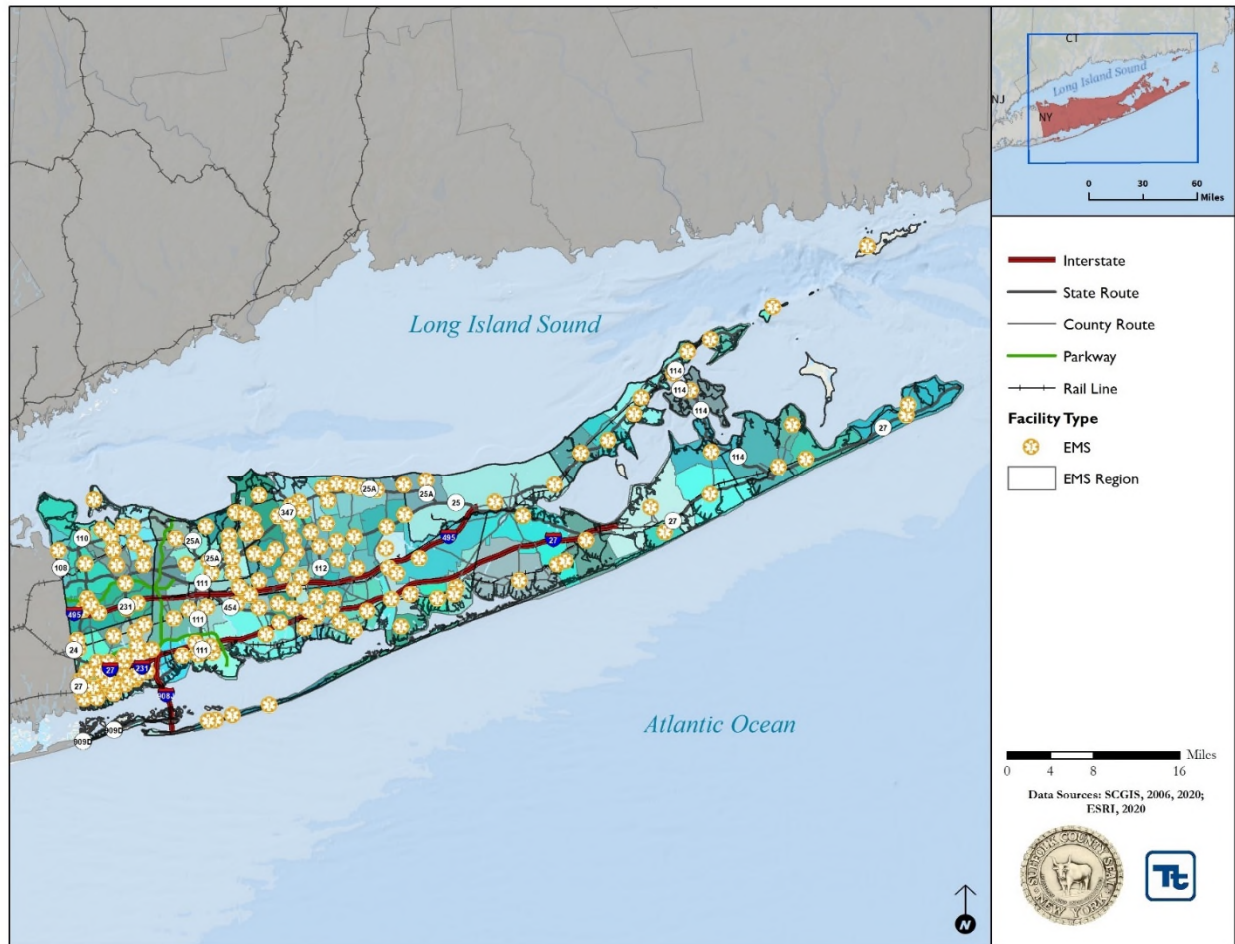 Long Island Sound
Atlantic Ocean
114
114
114
114
27
27
25A
25A
25
347
110
25A
25A
108
112
111
495
27
454
231
111
495
24
111
27
231
27
908J
909D
909D
N
CT
Long Island Sound
NJ
NY
0 30 60
Miles
Interstate
State Route
County Route
Parkway
Rail Line
Facility Type
EMS
EMS Region
Miles
0 4 8 16
Data Sources: SCGIS, 2006, 2020;
ESRI, 2020
SUFFOLK COUNTY SEAL
NEW YORK
Tt